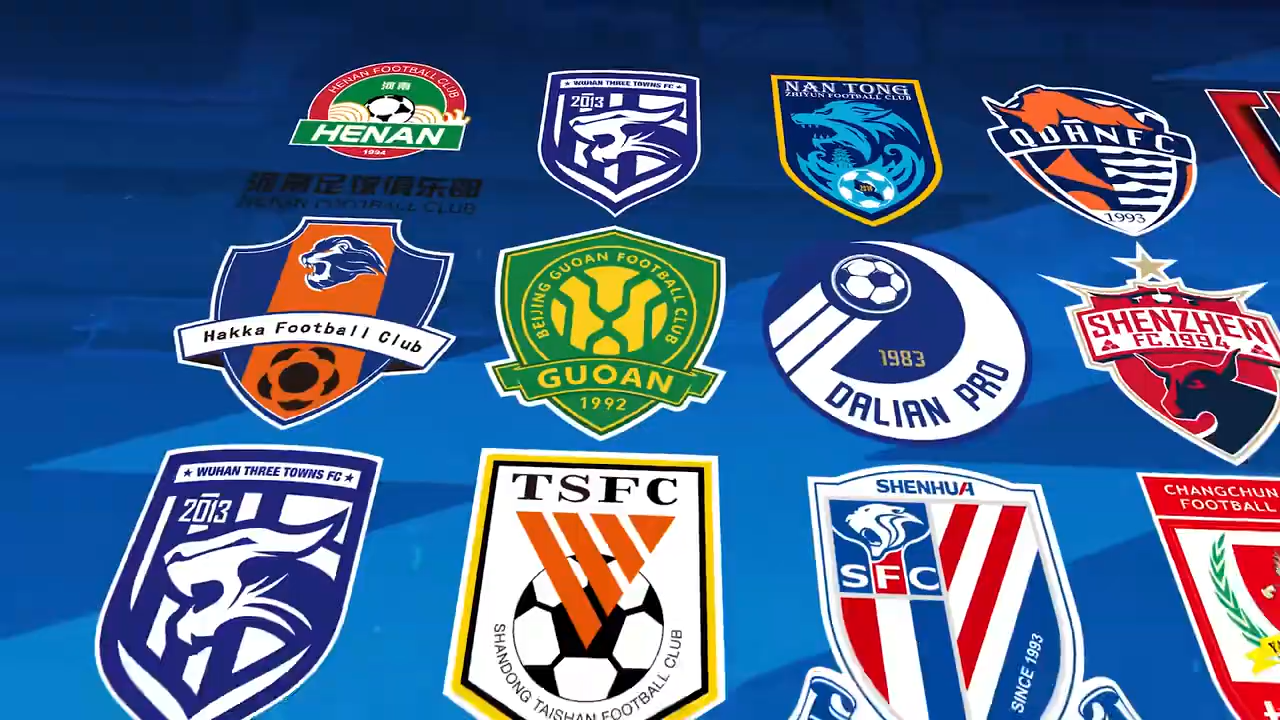 HENAN FOOTBALL CLUB
河南
HENAN
1994
WUHAN THREE TOWNS FC
2013
NAN TONG
ZHIYUN FOOTBALL CLUB
QDHNFC
1993
河南足球俱乐部
HENAN FOOTBALL CLUB
Hakka Football Club
BEIJING GUOAN FOOTBALL CLUB
GUOAN
1992
1983
DALIAN PRO
SHENZHEN
FC.1994
WUHAN THREE TOWNS FC
2013
TSFC
SHANDONG TAISHAN FOOTBALL CLUB
SHENHUA
SFC
SINCE 1993
CHANGCHUN
FOOTBALL